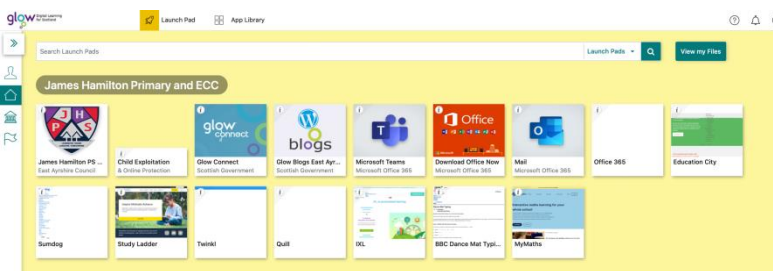 glow Digital Learning for Scotland
Launch Pad
App Library
Search Launch Pads
Launch Pads
View my Files
James Hamilton Primary and ECC
J H
P S
glow
connect
blogs
Office
James Hamilton PS ...
East Ayrshire Council
Child Exploitation
& Online Protection
Glow Connect
Scottish Government
Glow Blogs East Ayr...
Scottish Government
Microsoft Teams
Microsoft Office 365
Download Office Now
Microsoft Office 365
Mail
Microsoft Office 365
Office 365
Education City
Sumdog
Study Ladder
Twinkl
Quill
IXL
BBC Dance Mat Typi...
MyMaths